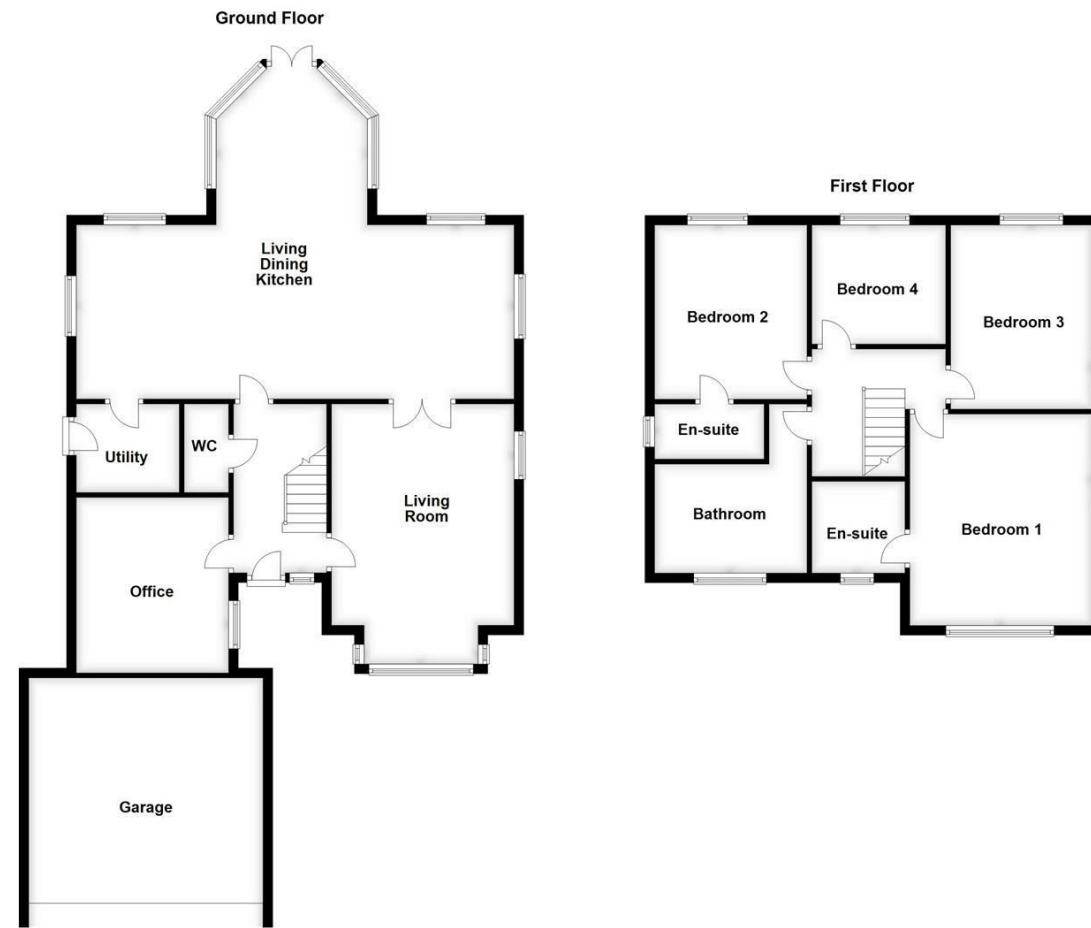 Ground Floor
Living
Dining
Kitchen
Utility
WC
Living
Room
Office
Garage
First Floor
Bedroom 2
Bedroom 4
Bedroom 3
En-suite
Bathroom
En-suite
Bedroom 1